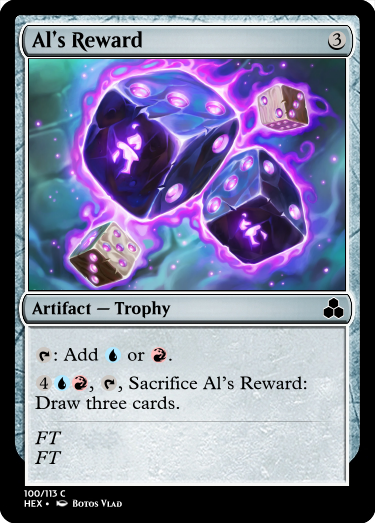 Al's Reward 3
Artifact — Trophy
: Add or .
4 , , Sacrifice Al's Reward:
Draw three cards.
FT
FT
100/113 C
HEX • Botos Vlad